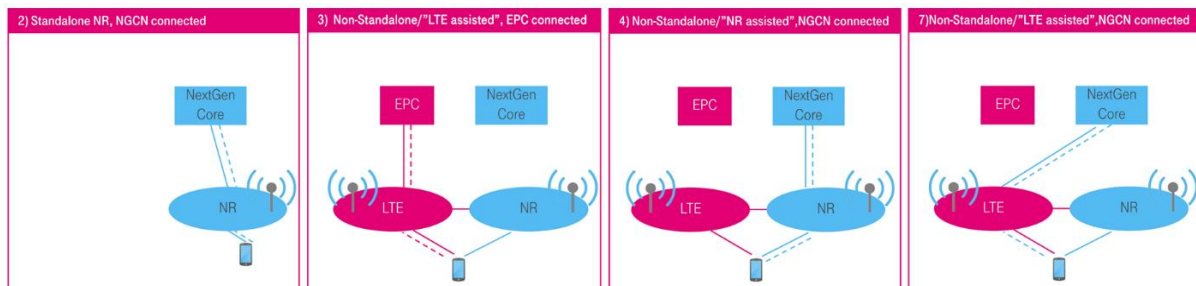 2) Standalone NR, NGCN connected
NextGen
Core
NR
3) Non-Standalone/"LTE assisted", EPC connected
EPC
NextGen
Core
LTE
NR
4) Non-Standalone/"NR assisted",NGCN connected
EPC
NextGen
Core
LTE
NR
7)Non-Standalone/"LTE assisted",NGCN connected
EPC
NextGen
Core
LTE
NR